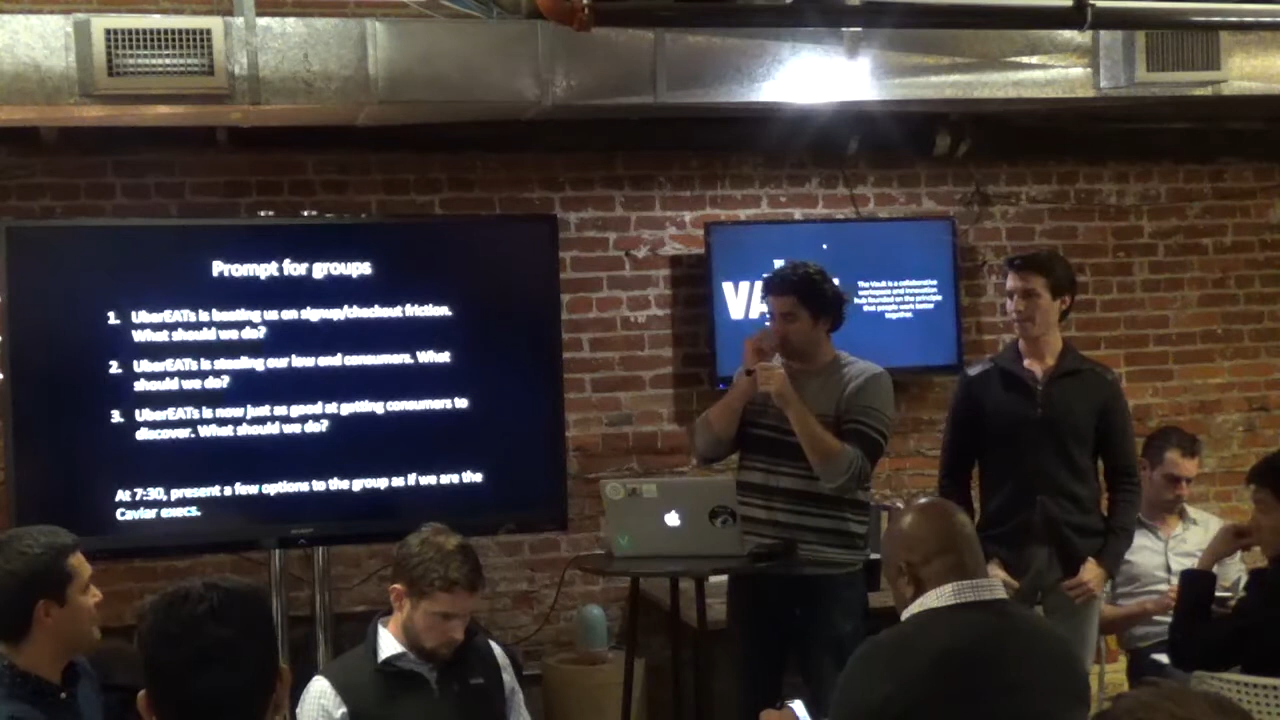 Prompt for groups
1. UberEATs is beating us on signup/checkout friction.
What should we do?
2. UberEATs is stealing our low end consumers. What
should we do?
3. UberEATs is now just as good at getting consumers to
discover. What should we do?
At 7:30, present a few options to the group as if we are the
Caviar execs.
The Vault is a collaborative
workspace and innovation
hub founded on the principle
that people work better
together.